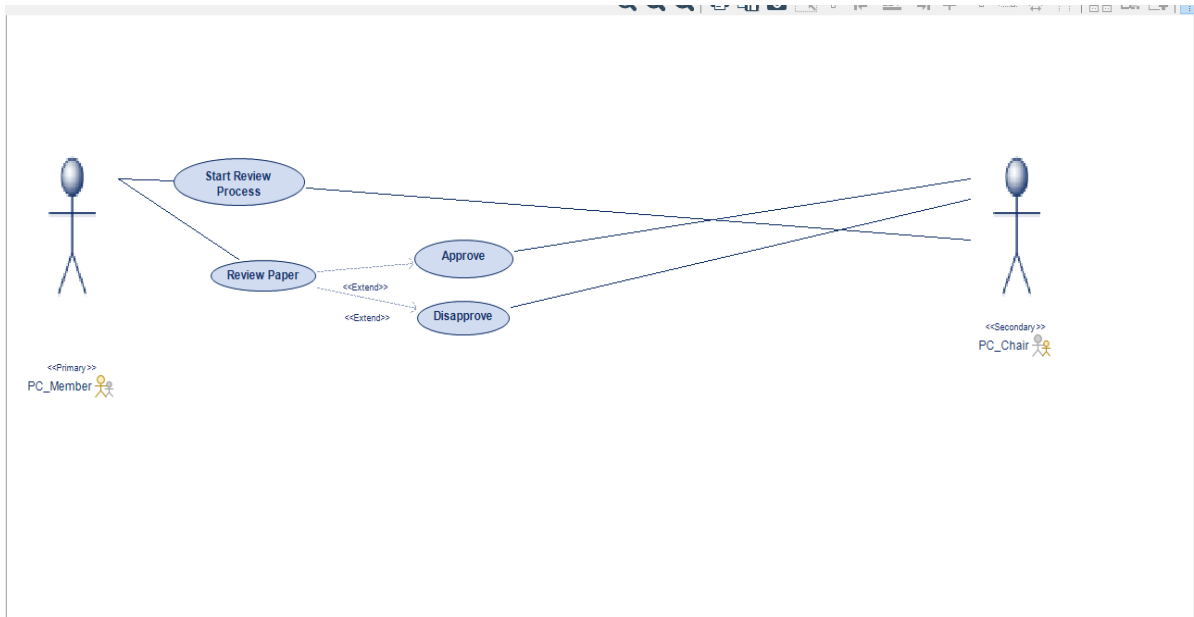 Start Review
Process
Approve
Review Paper
<<Extend>>
Disapprove
<<Extend>>
<<Secondary>>
PC_Chair
<<Primary>>
PC_Member